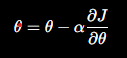 θ = θ − α ∂J/∂θ